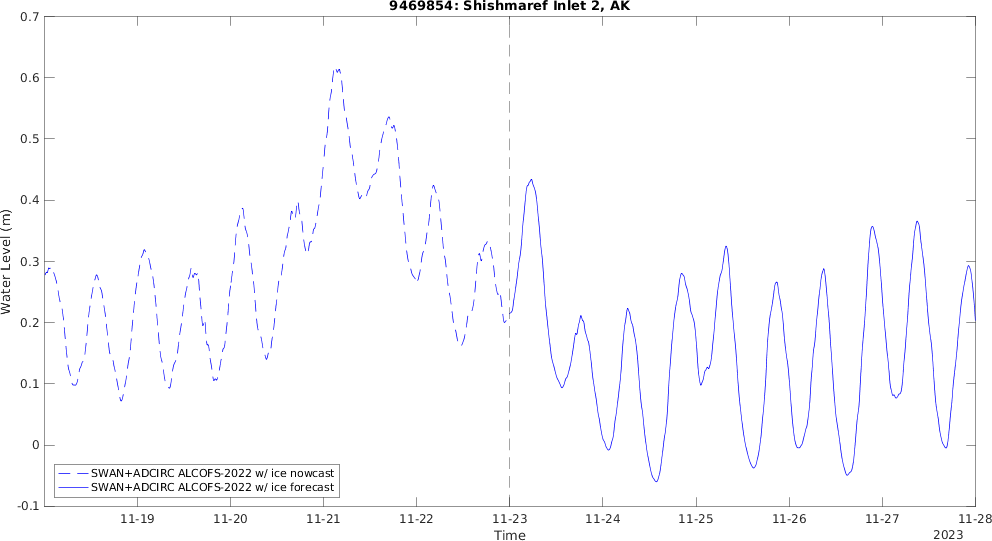 9469854: Shishmaref Inlet 2, AK
0.7
0.6
0.5
0.4
0.3
0.2
0.1
0
-0.1
Water Level (m)
SWAN+ADCIRC ALCOFS-2022 w/ ice nowcast
SWAN+ADCIRC ALCOFS-2022 w/ ice forecast
11-19 11-20 11-21 11-22 11-23 11-24 11-25 11-26 11-27 11-28
Time
2023